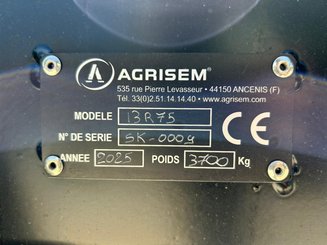 AGRISEM®
535 rue Pierre Levasseur - 44150 ANCENIS (F)
Tél. 33(0)2.51.14.14.40 - www.agrisem.com
MODELE 13R75
N° DE SERIE SK-0009 CE
ANNEE 2025 POIDS 3700 Kg